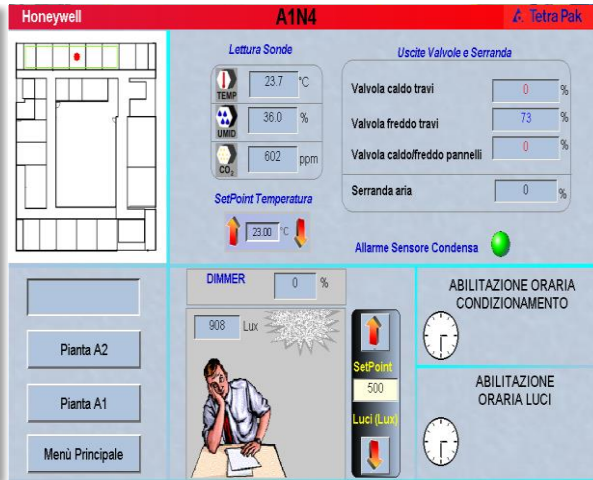 Honeywell
A1N4
Tetra Pak
Lettura Sonde
TEMP
23.7 °C
UMID
36.0 %
CO₂
602 ppm
SetPoint Temperatura
23.00 °C
Uscite Valvole e Serranda
Valvola caldo travi 0 %
Valvola freddo travi 73 %
Valvola caldo/freddo pannelli 0 %
Serranda aria 0 %
Allarme Sensore Condensa
Pianta A2
Pianta A1
Menù Principale
DIMMER 0 %
908 Lux
SetPoint
500
Luci (Lux)
ABILITAZIONE ORARIA
CONDIZIONAMENTO
ABILITAZIONE
ORARIA LUCI